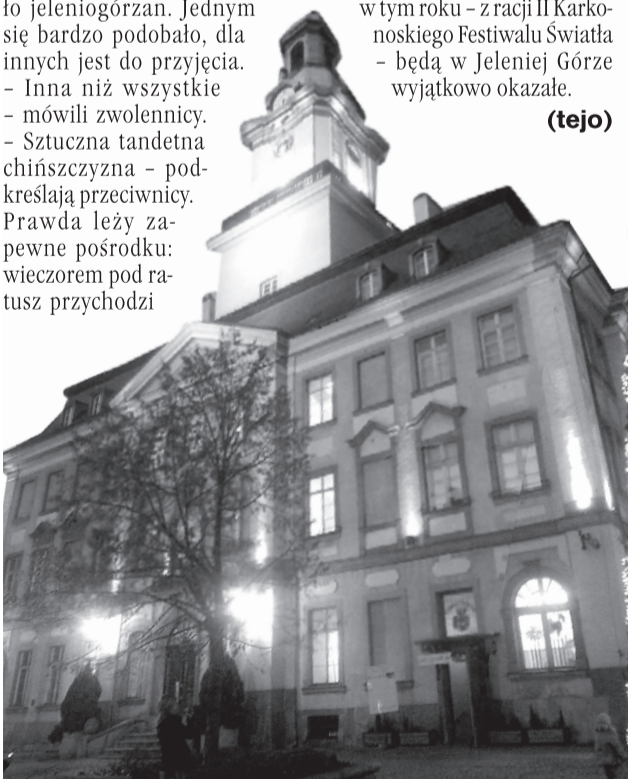 ło jeleniogórzan. Jednym
się bardzo podobało, dla
innych jest do przyjęcia.
– Inna niż wszystkie
– mówili zwolennicy.
– Sztuczna tandetna
chińszczyzna – pod-
kreślają przeciwnicy.
Prawda leży za-
pewne pośrodku:
wieczorem pod ra-
tusz przychodzi
w tym roku – z racji II Karko-
noskiego Festiwalu Światła
– będą w Jeleniej Górze
wyjątkowo okazałe.
(tejo)